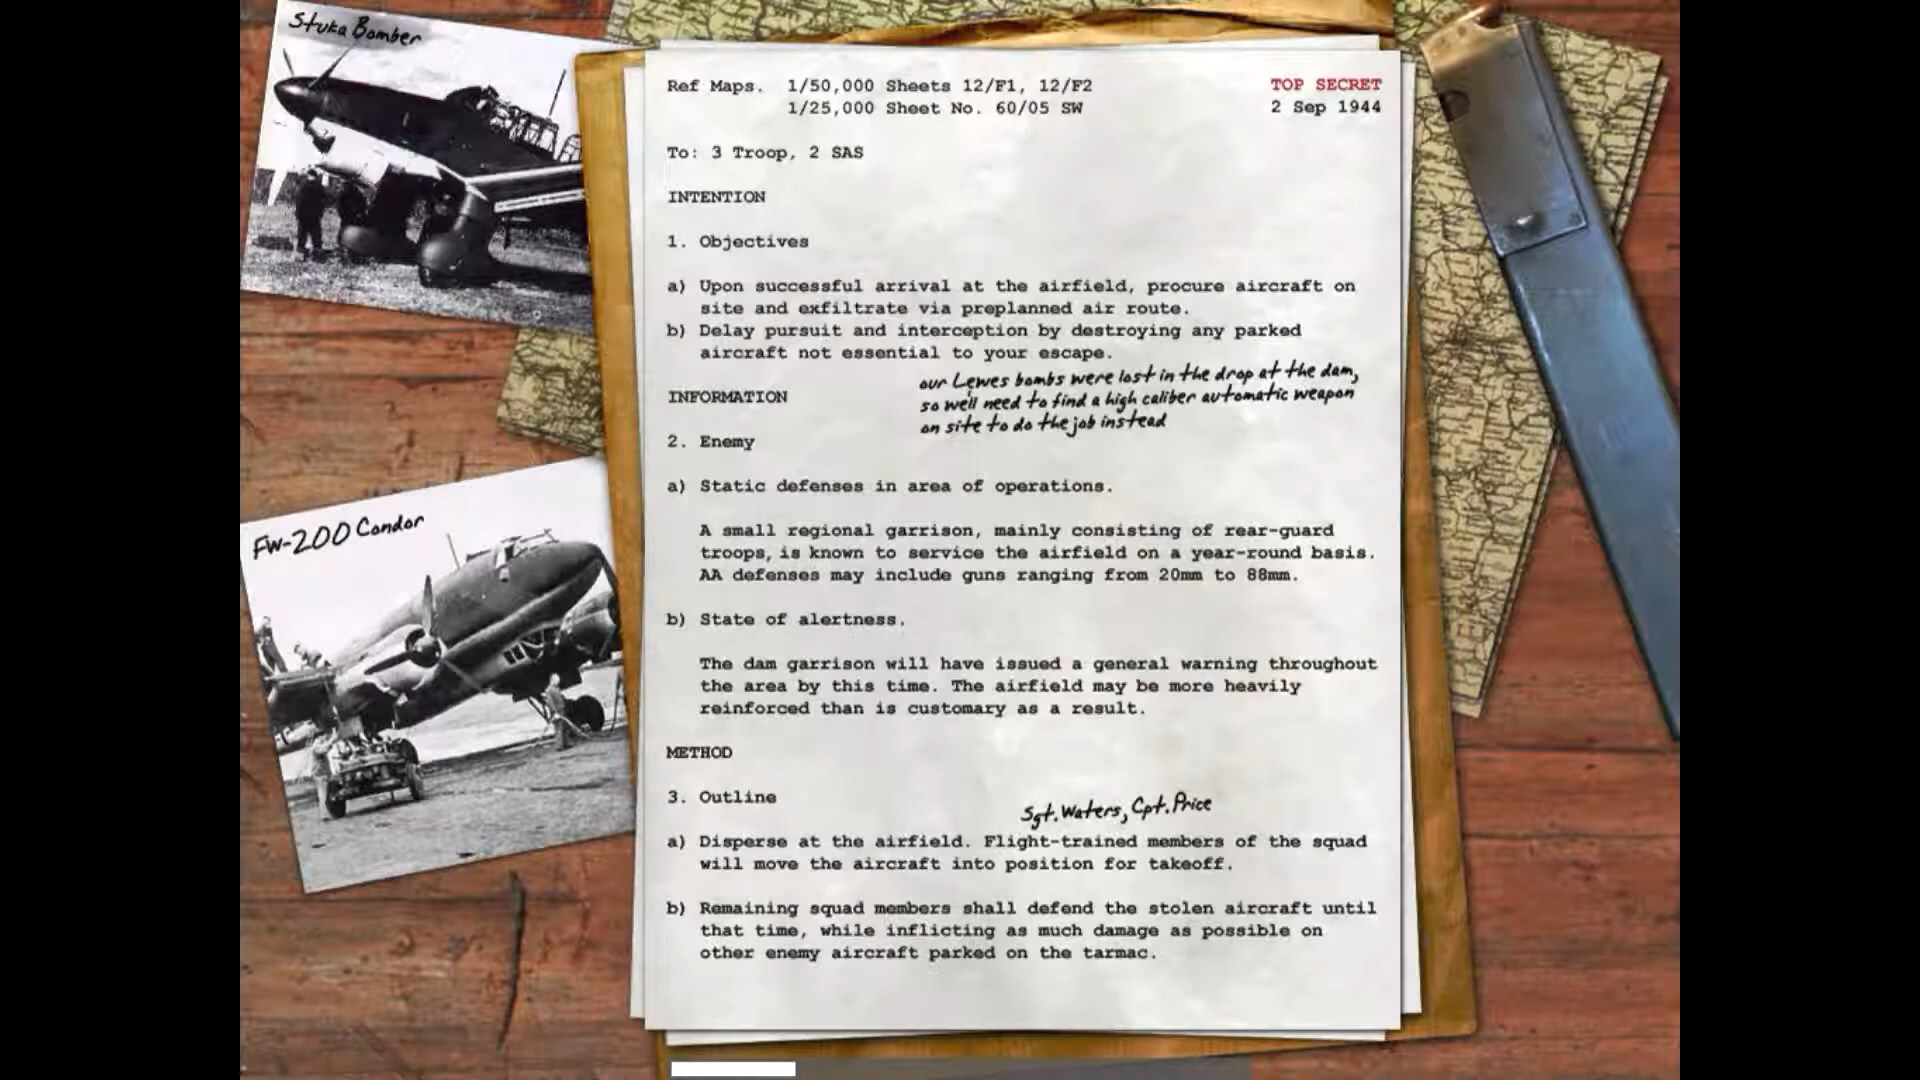 Stuka Bomber
Ref Maps. 1/50,000 Sheets 12/F1, 12/F2
1/25,000 Sheet No. 60/05 SW
TOP SECRET
2 Sep 1944
To: 3 Troop, 2 SAS
INTENTION
1. Objectives
a) Upon successful arrival at the airfield, procure aircraft on
site and exfiltrate via preplanned air route.
b) Delay pursuit and interception by destroying any parked
aircraft not essential to your escape.
our Lewes bombs were lost in the drop at the dam,
so we'll need to find a high caliber automatic weapon
on site to do the job instead
INFORMATION
2. Enemy
a) Static defenses in area of operations.
FW-200 Condor
A small regional garrison, mainly consisting of rear-guard
troops, is known to service the airfield on a year-round basis.
AA defenses may include guns ranging from 20mm to 88mm.
b) State of alertness.
The dam garrison will have issued a general warning throughout
the area by this time. The airfield may be more heavily
reinforced than is customary as a result.
METHOD
3. Outline
Sgt. Waters, Cpt. Price
a) Disperse at the airfield. Flight-trained members of the squad
will move the aircraft into position for takeoff.
b) Remaining squad members shall defend the stolen aircraft until
that time, while inflicting as much damage as possible on
other enemy aircraft parked on the tarmac.